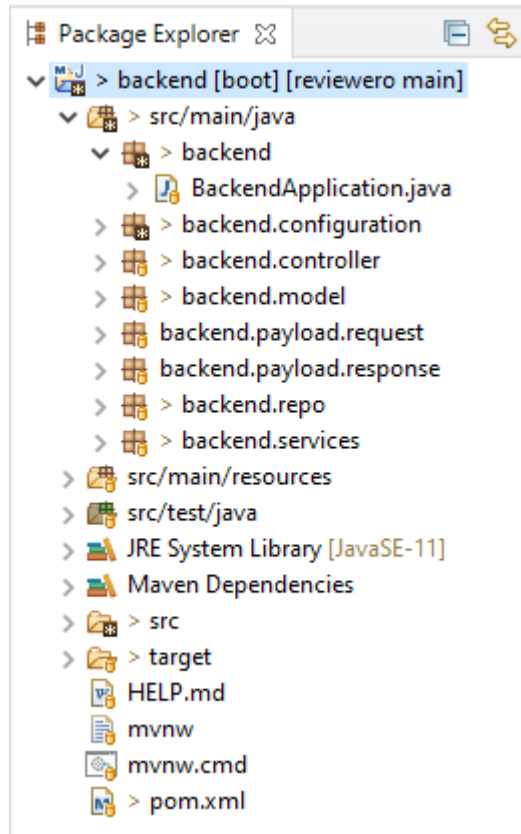 Package Explorer
> backend [boot] [reviewero main]
> src/main/java
> backend
BackendApplication.java
> backend.configuration
> backend.controller
> backend.model
backend.payload.request
backend.payload.response
> backend.repo
> backend.services
src/main/resources
src/test/java
JRE System Library [JavaSE-11]
Maven Dependencies
> src
> target
HELP.md
mvnw
mvnw.cmd
> pom.xml